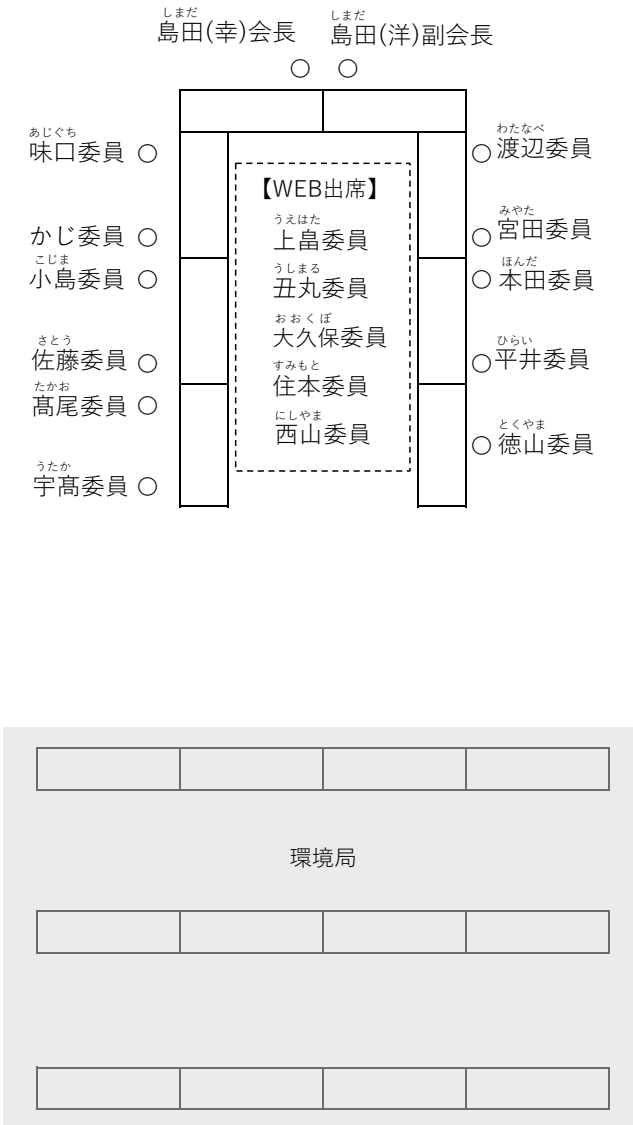 しまだ しまだ
島田(幸)会長 島田(洋)副会長
○ ○
あじぐち
味口委員 ○
かじ委員 ○
こじま
小島委員 ○
さとう
佐藤委員 ○
たかお
髙尾委員 ○
うたか
宇髙委員 ○
【WEB出席】
うえはた
上畠委員
うしまる
丑丸委員
おおくぼ
大久保委員
すみもと
住本委員
にしやま
西山委員
わたなべ
○渡辺委員
みやた
○宮田委員
ほんだ
○本田委員
ひらい
○平井委員
とくやま
○徳山委員
環境局